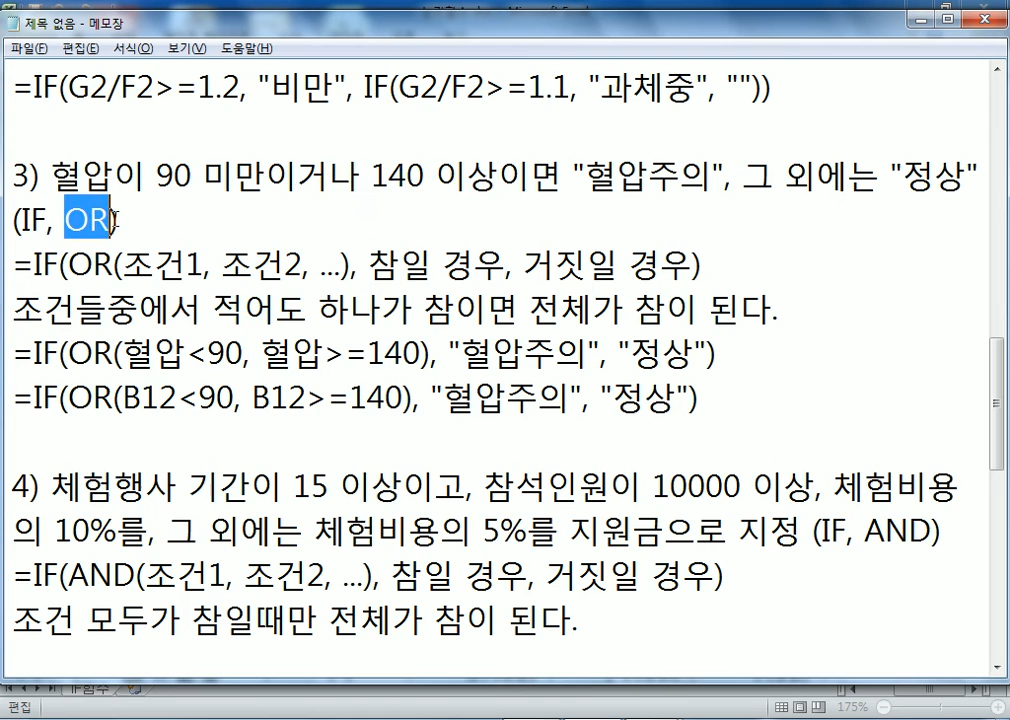 제목 없음 - 메모장
파일(F) 편집(E) 서식(O) 보기(V) 도움말(H)
=IF(G2/F2>=1.2, "비만", IF(G2/F2>=1.1, "과체중", ""))
3) 혈압이 90 미만이거나 140 이상이면 "혈압주의", 그 외에는 "정상"
(IF, OR)
=IF(OR(조건1, 조건2, ...), 참일 경우, 거짓일 경우)
조건들중에서 적어도 하나가 참이면 전체가 참이 된다.
=IF(OR(혈압<90, 혈압>=140), "혈압주의", "정상")
=IF(OR(B12<90, B12>=140), "혈압주의", "정상")
4) 체험행사 기간이 15 이상이고, 참석인원이 10000 이상, 체험비용
의 10%를, 그 외에는 체험비용의 5%를 지원금으로 지정 (IF, AND)
=IF(AND(조건1, 조건2, ...), 참일 경우, 거짓일 경우)
조건 모두가 참일때만 전체가 참이 된다.
IF함수
편집 175%